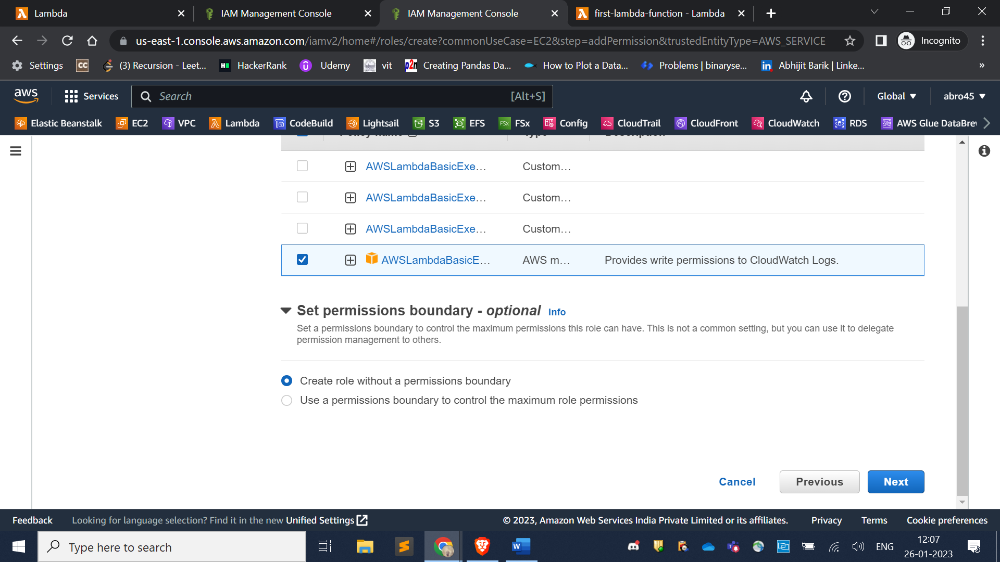 Lambda
IAM Management Console
IAM Management Console
first-lambda-function - Lambda
us-east-1.console.aws.amazon.com/iamv2/home#/roles/create?commonUseCase=EC2&step=addPermission&trustedEntityType=AWS_SERVICE
Incognito
Settings
CC
(3) Recursion - Leet...
HackerRank
Udemy
vit
p2n
Creating Pandas Da...
How to Plot a Data...
Problems | binaryse...
in
Abhijit Barik | Linke...
aws
Services
Search
[Alt+S]
Global
abro45
Elastic Beanstalk
EC2
VPC
Lambda
CodeBuild
Lightsail
S3
EFS
FSx
FSx
Config
CloudTrail
CloudFront
CloudWatch
RDS
AWS Glue DataBrew
Policy name
Type
Description
AWSLambdaBasicExe...
Custom...
AWSLambdaBasicExe...
Custom...
AWSLambdaBasicExe...
Custom...
AWSLambdaBasicE...
AWS m...
Provides write permissions to CloudWatch Logs.
Set permissions boundary - optional Info
Set a permissions boundary to control the maximum permissions this role can have. This is not a common setting, but you can use it to delegate
permission management to others.
Create role without a permissions boundary
Use a permissions boundary to control the maximum role permissions
Cancel
Previous
Next
Feedback
Looking for language selection? Find it in the new Unified Settings
© 2023, Amazon Web Services India Private Limited or its affiliates.
Privacy
Terms
Cookie preferences
Type here to search
W
ENG
12:07
26-01-2023